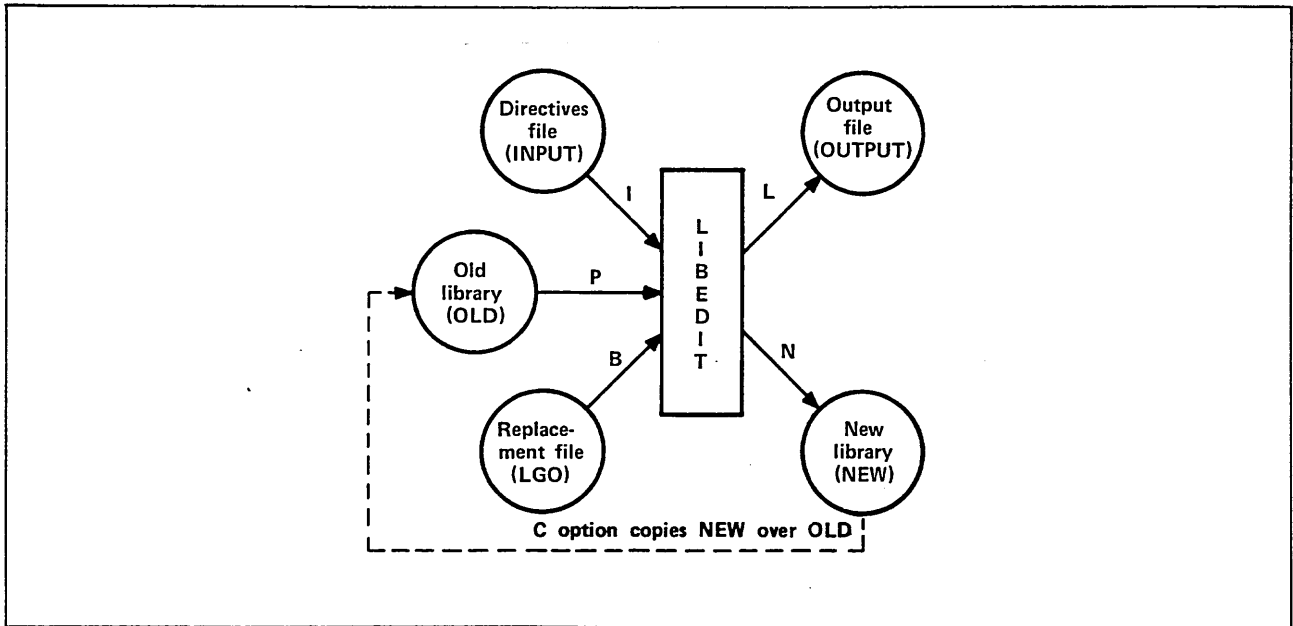 Directives
file
(INPUT)
Output
file
(OUTPUT)
I
L
L
I
B
E
D
I
T
Old
library
(OLD)
P
B
N
Replace-
ment file
(LGO)
New
library
(NEW)
C option copies NEW over OLD